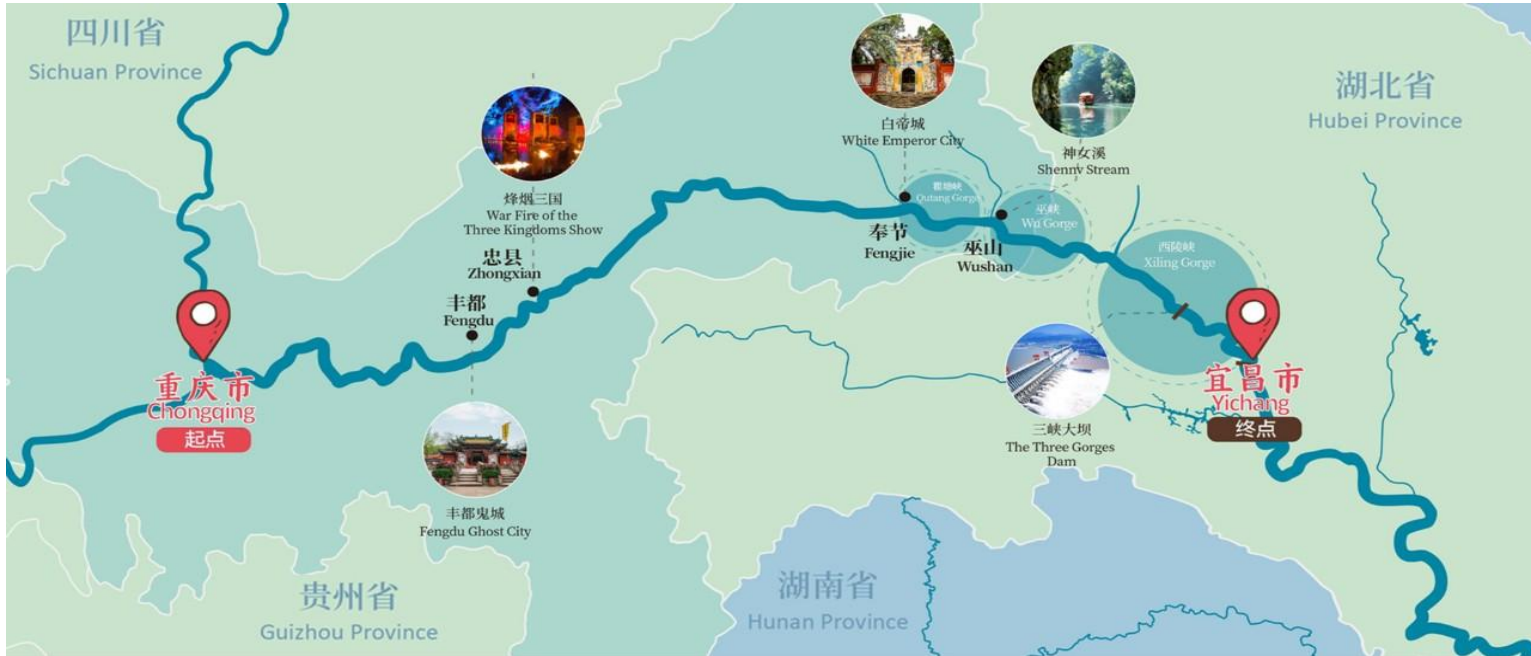 四川省
Sichuan Province
烽烟三国
War Fire of the
Three Kingdoms Show
忠县
Zhongxian
丰都
Fengdu
重庆市
Chongqing
起点
丰都鬼城
Fengdu Ghost City
贵州省
Guizhou Province
白帝城
White Emperor City
神女溪
Shennv Stream
湖北省
Hubei Province
瞿塘峡
Qutang Gorge
奉节
Fengjie
巫峡
Wu Gorge
巫山
Wushan
西陵峡
Xiling Gorge
三峡大坝
The Three Gorges
Dam
宜昌市
Yichang
终点
湖南省
Hunan Province